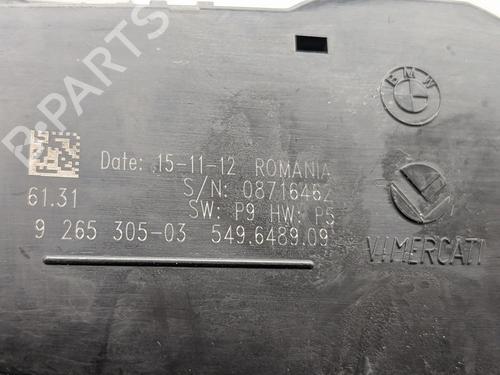 B-PARTS
BMW
Date: 15-11-12 ROMANIA
S/N: 08716462
61.31
SW: P9 HW: P5
9 265 305-03 549.6489.09
VIMERCATI